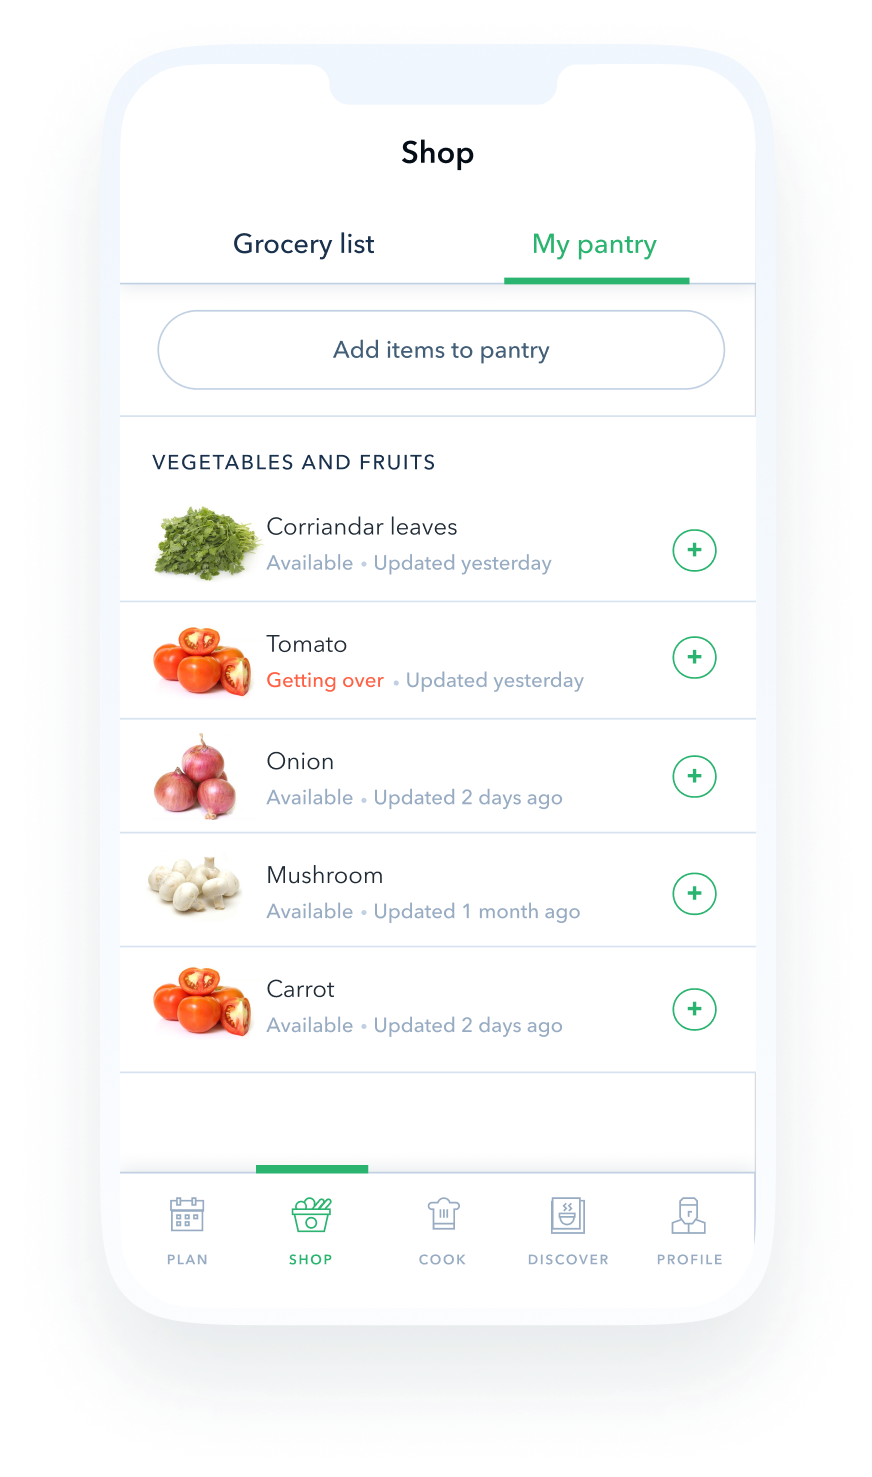 Shop
Grocery list My pantry
Add items to pantry
VEGETABLES AND FRUITS
Corriandar leaves
Available • Updated yesterday
Tomato
Getting over • Updated yesterday
Onion
Available • Updated 2 days ago
Mushroom
Available • Updated 1 month ago
Carrot
Available • Updated 2 days ago
PLAN SHOP COOK DISCOVER PROFILE